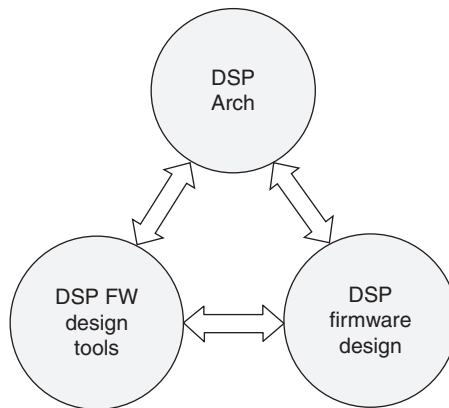 DSP
Arch
DSP FW
design
tools
DSP
firmware
design